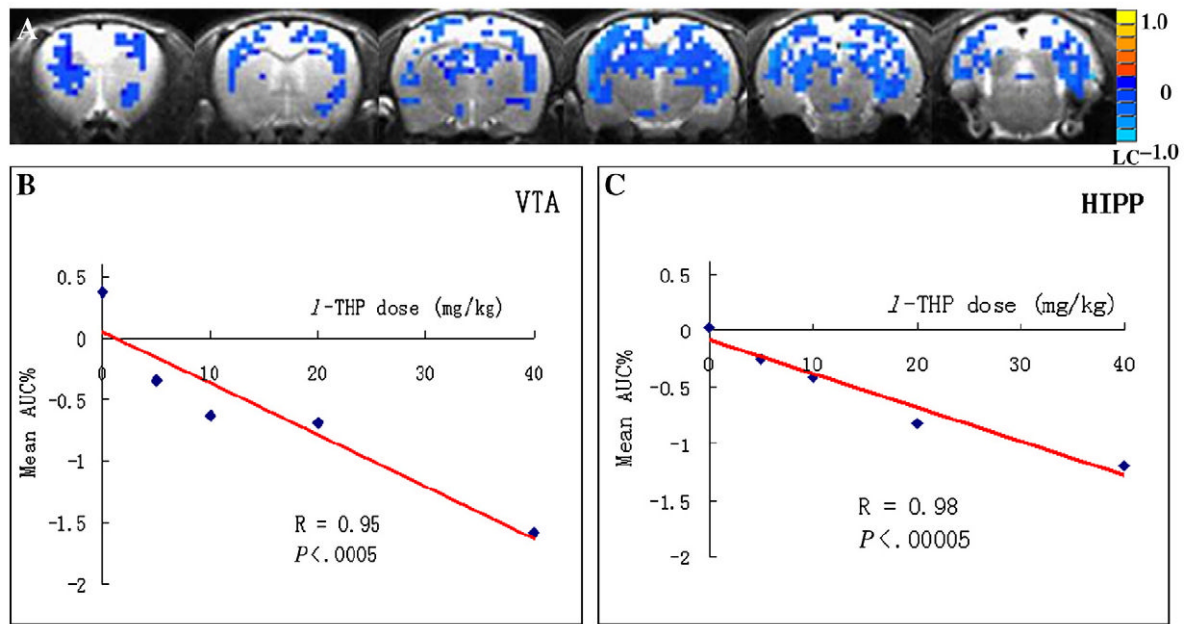 A
1.0
0
LC -1.0
B
VTA
0.5
l-THP dose (mg/kg)
0
0 10 20 30 40
-0.5
-1
-1.5
-2
Mean AUC%
R = 0.95
P<.0005
C
HIPP
0.5
l-THP dose (mg/kg)
0
0 10 20 30 40
-0.5
-1
-1.5
-2
Mean AUC%
R = 0.98
P<.00005